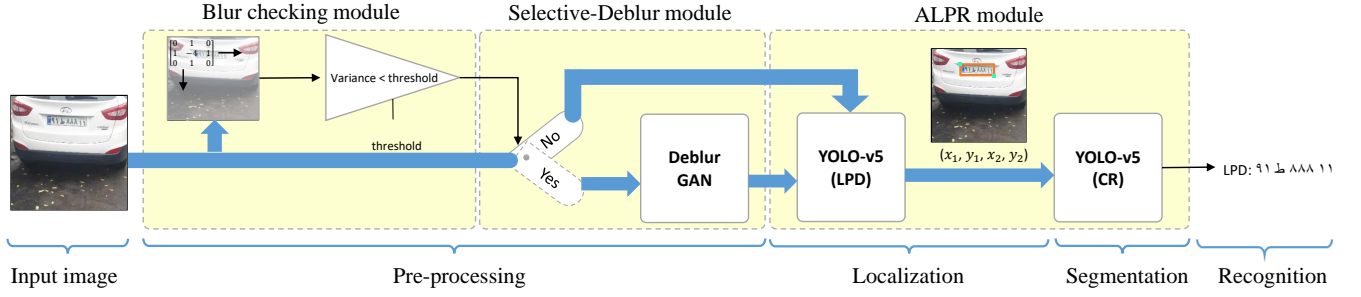 Blur checking module
Selective-Deblur module
ALPR module
0 1 0
1 −4 1
0 1 0
Variance < threshold
threshold
No
Yes
Deblur
GAN
YOLO-v5
(LPD)
(x₁, y₁, x₂, y₂)
YOLO-v5
(CR)
LPD: ۹۱ ط ۸۸۸ ۱۱
Input image
Pre-processing
Localization
Segmentation
Recognition